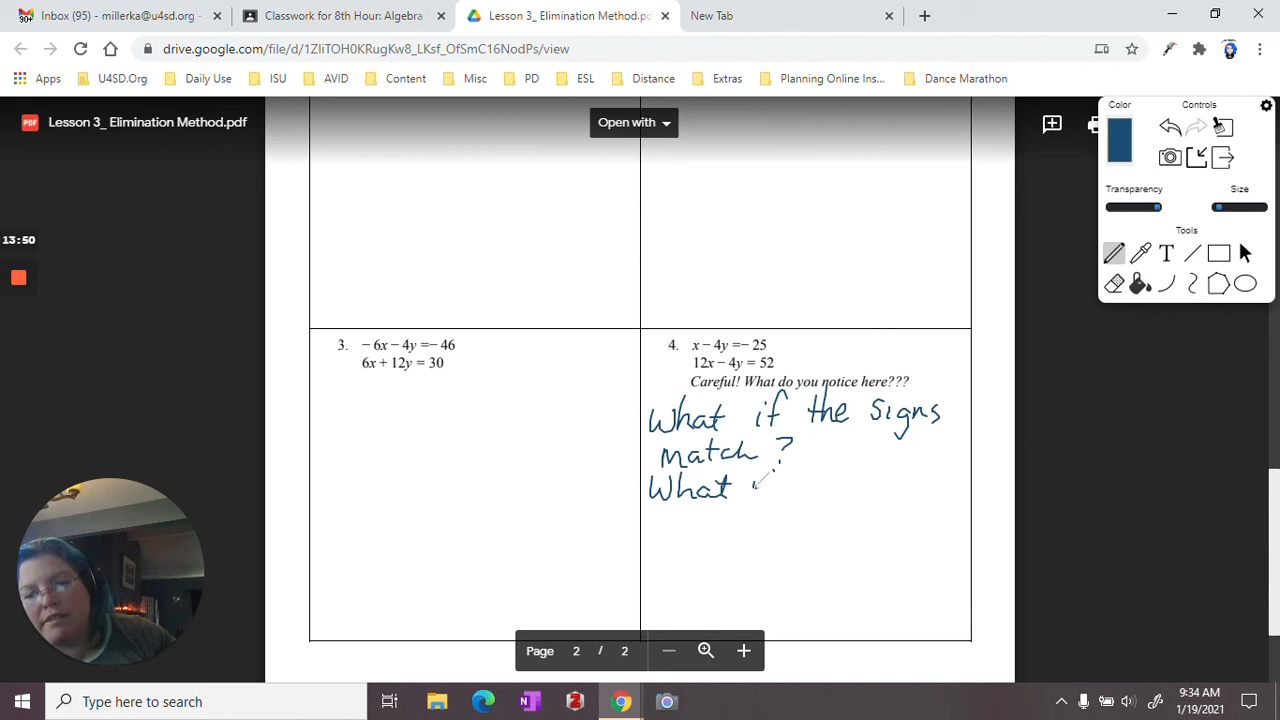 Inbox (95) - millerka@u4sd.org -
Classwork for 8th Hour: Algebra
Lesson 3_ Elimination Method.pd
New Tab
drive.google.com/file/d/1ZIiTOH0KRugKw8_LKsf_OfSmC16NodPs/view
Apps
U4SD.Org
Daily Use
ISU
AVID
Content
Misc
PD
ESL
Distance
Extras
Planning Online Ins...
Dance Marathon
PDF Lesson 3_ Elimination Method.pdf
Open with
Color
Controls
Transparency
Size
Tools
T
13:50
3. − 6x − 4y =− 46
6x + 12y = 30
4. x − 4y =− 25
12x − 4y = 52
Careful! What do you notice here???
What if the signs
match ?
What
Page 2 / 2
Type here to search
9:34 AM
1/19/2021